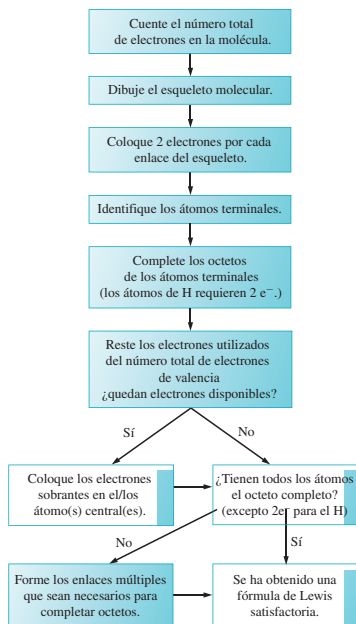 Cuente el número total
de electrones en la molécula.
Dibuje el esqueleto molecular.
Coloque 2 electrones por cada
enlace del esqueleto.
Identifique los átomos terminales.
Complete los octetos
de los átomos terminales
(los átomos de H requieren 2 e⁻.)
Reste los electrones utilizados
del número total de electrones
de valencia
¿quedan electrones disponibles?
Sí
No
Coloque los electrones
sobrantes en el/los
átomo(s) central(es).
¿Tienen todos los átomos
el octeto completo?
(excepto 2e⁻ para el H)
No
Sí
Forme los enlaces múltiples
que sean necesarios para
completar octetos.
Se ha obtenido una
fórmula de Lewis
satisfactoria.